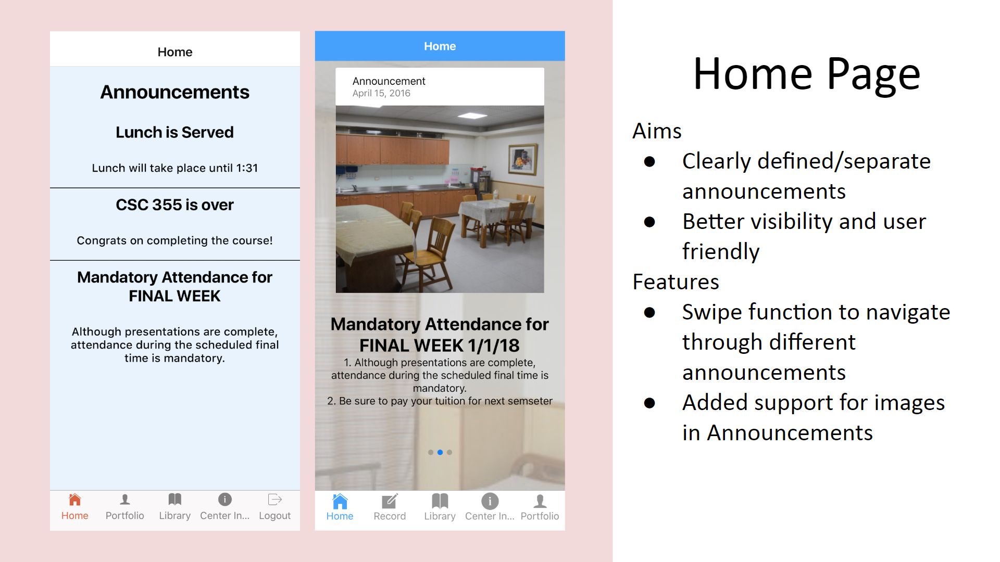 Home
Announcements
Lunch is Served
Lunch will take place until 1:31
CSC 355 is over
Congrats on completing the course!
Mandatory Attendance for
FINAL WEEK
Although presentations are complete,
attendance during the scheduled final
time is mandatory.
Home
Portfolio
Library
Center In...
Logout
Home
Announcement
April 15, 2016
Mandatory Attendance for
FINAL WEEK 1/1/18
1. Although presentations are complete,
attendance during the scheduled final time is
mandatory.
2. Be sure to pay your tuition for next semseter
Home
Record
Library
Center In...
Portfolio
Home Page
Aims
● Clearly defined/separate
announcements
● Better visibility and user
friendly
Features
● Swipe function to navigate
through different
announcements
● Added support for images
in Announcements